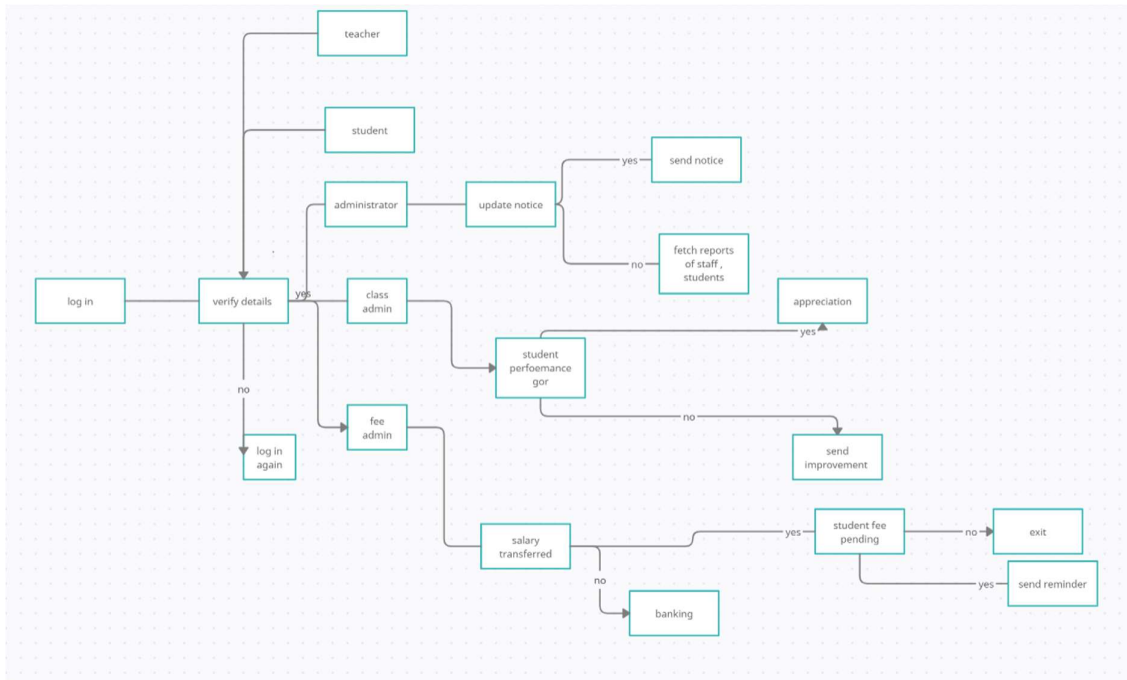 teacher
student
yes
send notice
administrator
update notice
no
fetch reports
of staff ,
students
log in
verify details
yes
class
admin
appreciation
yes
student
perfoemance
gor
no
no
fee
admin
log in
again
send
improvement
salary
transferred
yes
student fee
pending
no
exit
no
yes
send reminder
banking